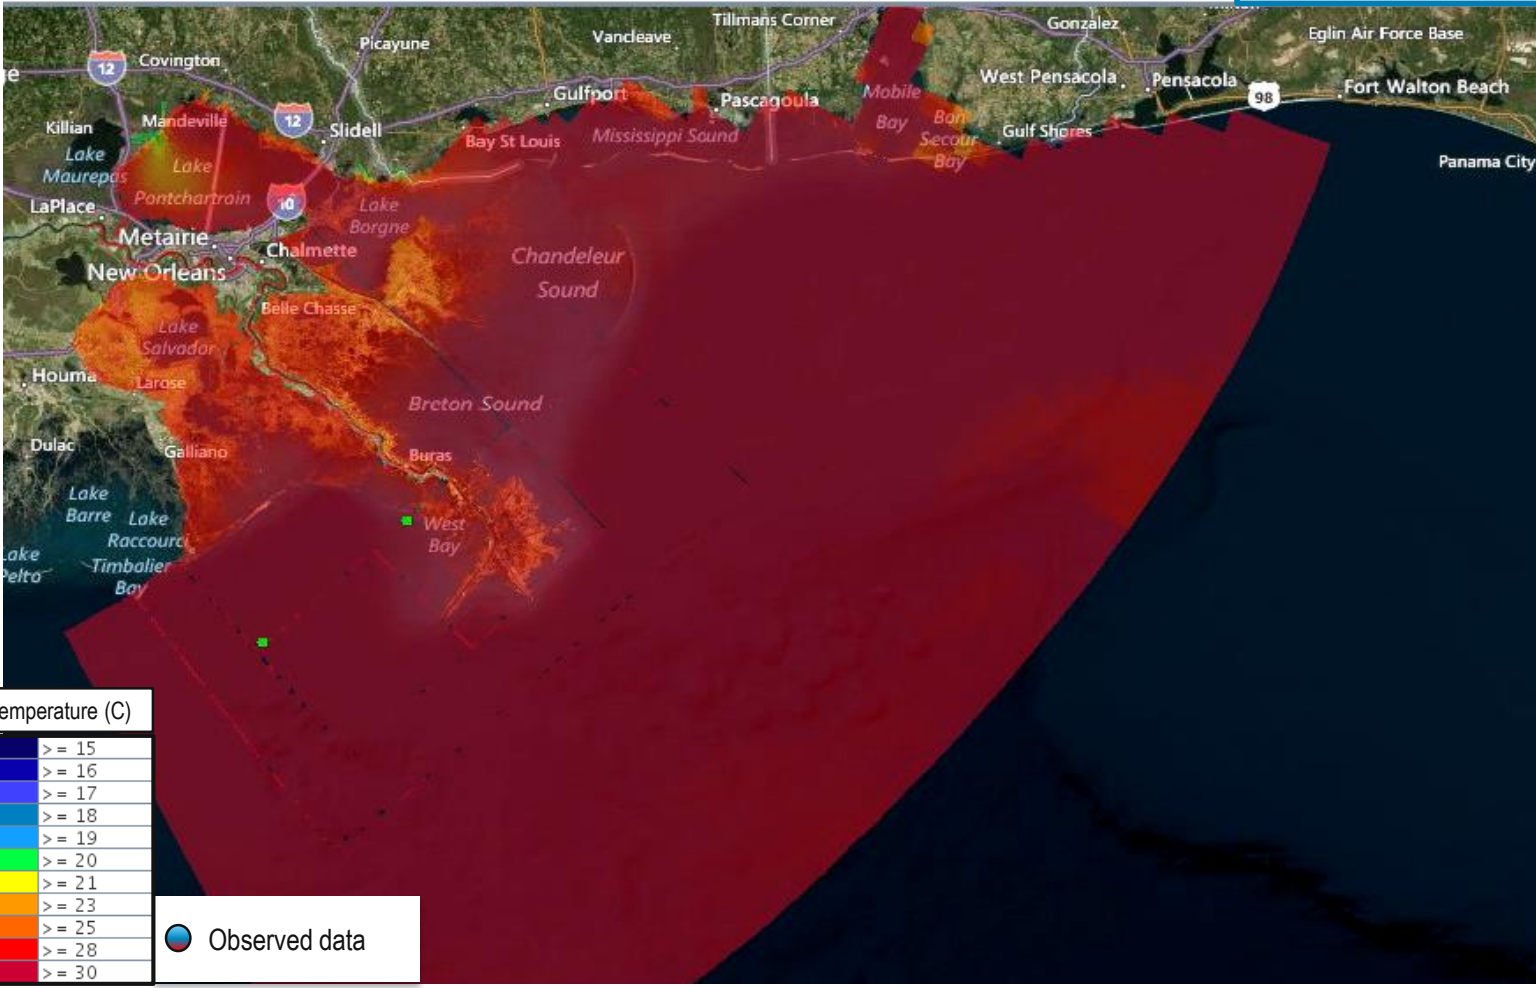 Tillmans Corner
Gonzalez
Picayune
Vancleave
Eglin Air Force Base
12
Covington
West Pensacola
Pensacola
98
Fort Walton Beach
Gulfport
Pascagoula
Mobile
Bay
Killian
Mandeville
12
Slidell
Bay St Louis
Mississippi Sound
Bon
Secour
Bay
Gulf Shores
Panama City
Lake
Maurepas
Lake
Pontchartrain
LaPlace
10
Lake
Borgne
Metairie
Chalmette
New Orleans
Chandeleur
Sound
Belle Chasse
Lake
Salvador
Houma
Larose
Breton Sound
Dulac
Galliano
Buras
Lake
Barre
Lake
Raccourci
West
Bay
Lake
Pelto
Timbalier
Bay
emperature (C)
>= 15
>= 16
>= 17
>= 18
>= 19
>= 20
>= 21
>= 23
>= 25
>= 28
>= 30
Observed data